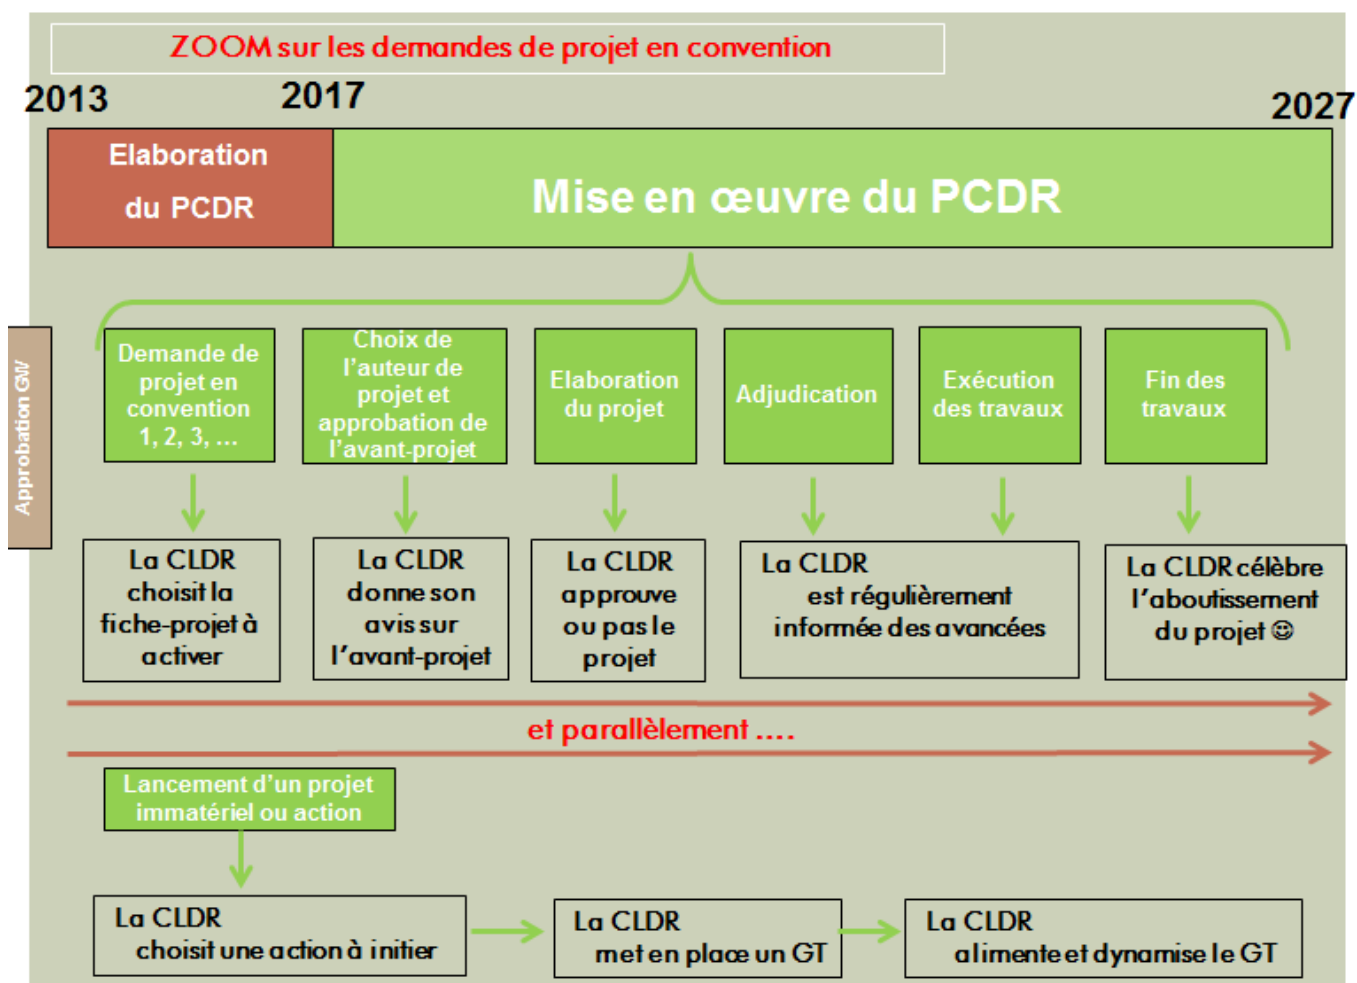 ZOOM sur les demandes de projet en convention
2013
2017
2027
Elaboration
du PCDR
Mise en œuvre du PCDR
Approbation GW
Demande de
projet en
convention
1, 2, 3, ...
Choix de
l'auteur de
projet et
approbation de
l'avant-projet
Elaboration
du projet
Adjudication
Exécution
des travaux
Fin des
travaux
La CLDR
choisit la
fiche-projet à
activer
La CLDR
donne son
avis sur
l'avant-projet
La CLDR
approuve
ou pas le
projet
La CLDR
est régulièrement
informée des avancées
La CLDR célèbre
l'aboutissement
du projet ☺
et parallèlement ....
Lancement d'un projet
immatériel ou action
La CLDR
choisit une action à initier
La CLDR
met en place un GT
La CLDR
alimente et dynamise le GT